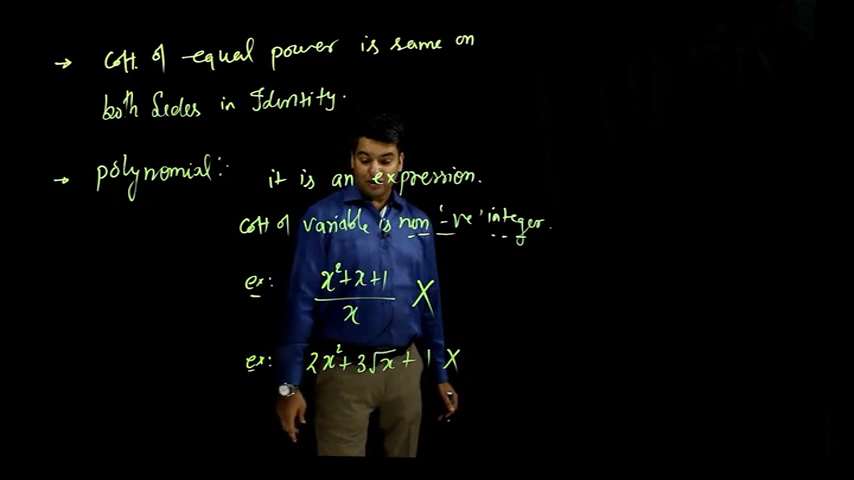 → Coff. of equal power is same on
both Sides in Identity.
→ polynomial:- it is an expression.
Coff of variable is non '-ve' integer.
ex: x²+x+1 / x X
ex: 2x²+3√x+1 X